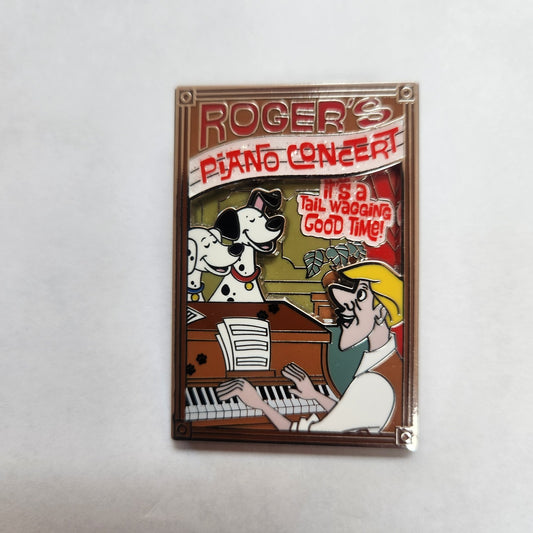 ROGER'S
PIANO CONCERT
IT'S A
TAIL WAGGING
GOOD TIME!